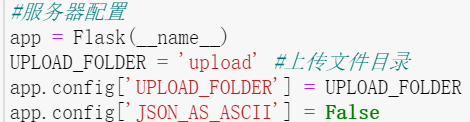 #服务器配置
app = Flask(__name__)
UPLOAD_FOLDER = 'upload' #上传文件目录
app.config['UPLOAD_FOLDER'] = UPLOAD_FOLDER
app.config['JSON_AS_ASCII'] = False